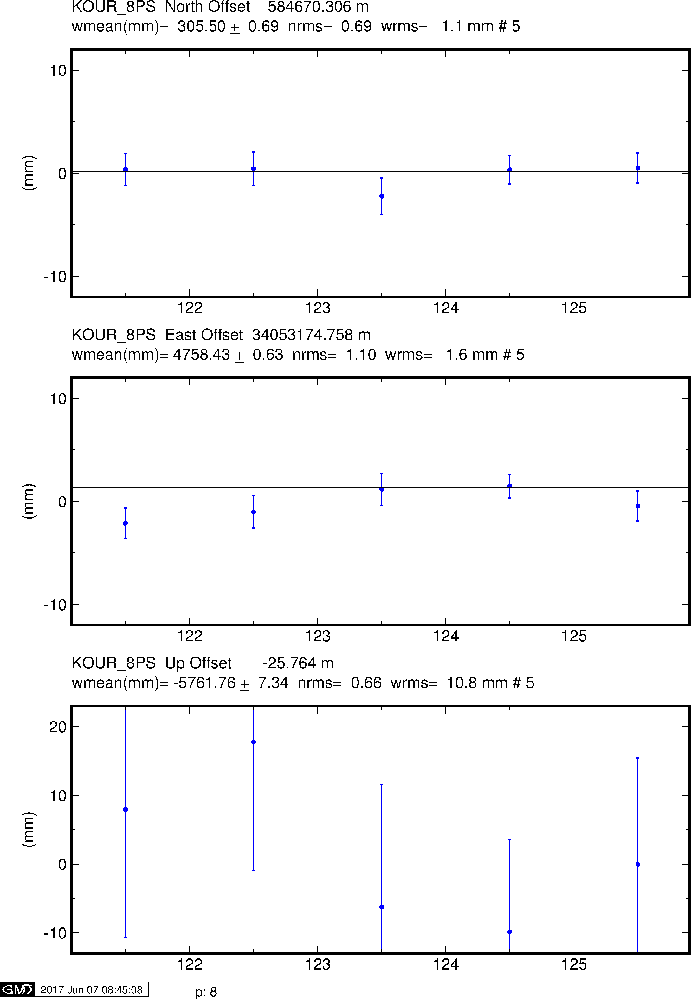 KOUR_8PS North Offset 584670.306 m
wmean(mm)= 305.50 ± 0.69 nrms= 0.69 wrms= 1.1 mm # 5
10
0
-10
(mm)
122 123 124 125
KOUR_8PS East Offset 34053174.758 m
wmean(mm)= 4758.43 ± 0.63 nrms= 1.10 wrms= 1.6 mm # 5
10
0
-10
(mm)
122 123 124 125
KOUR_8PS Up Offset -25.764 m
wmean(mm)= -5761.76 ± 7.34 nrms= 0.66 wrms= 10.8 mm # 5
20
10
0
-10
(mm)
122 123 124 125
GMT 2017 Jun 07 08:45:08
p: 8